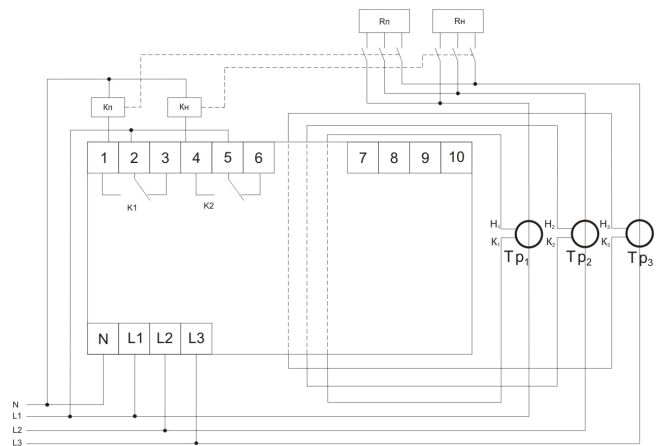 Rп Rн
Кп Кн
1 2 3 4 5 6 7 8 9 10
К1 К2
Н1 Н2 Н3
К1 К2 К3
Тр1 Тр2 Тр3
N L1 L2 L3
N
L1
L2
L3